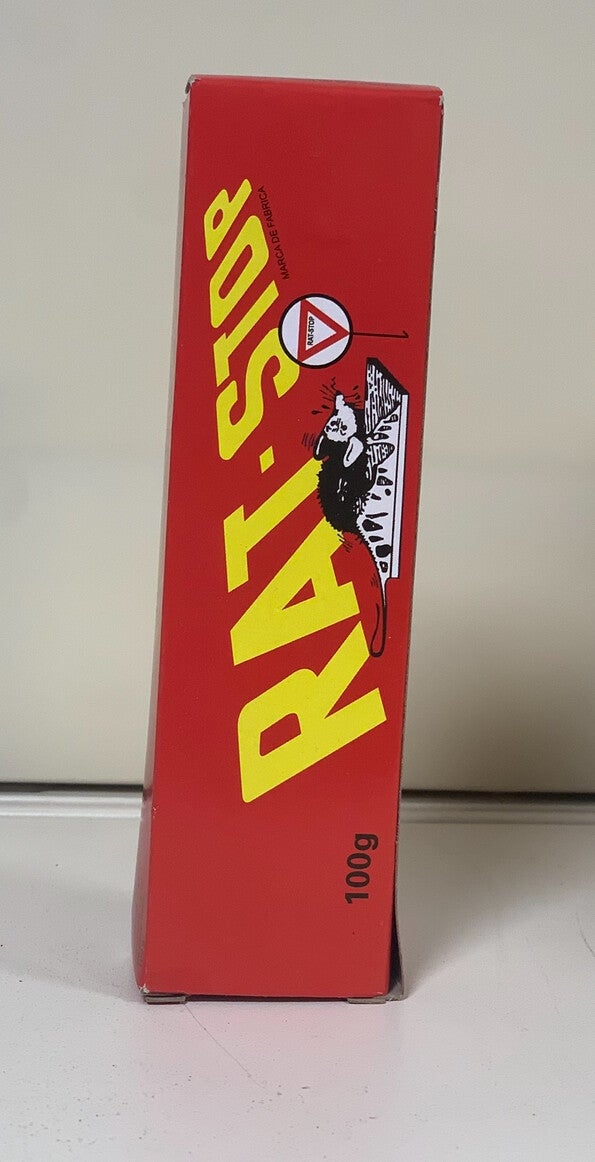 RAT-STOP
MARCA DE FABRICA
RAT-STOP
100g